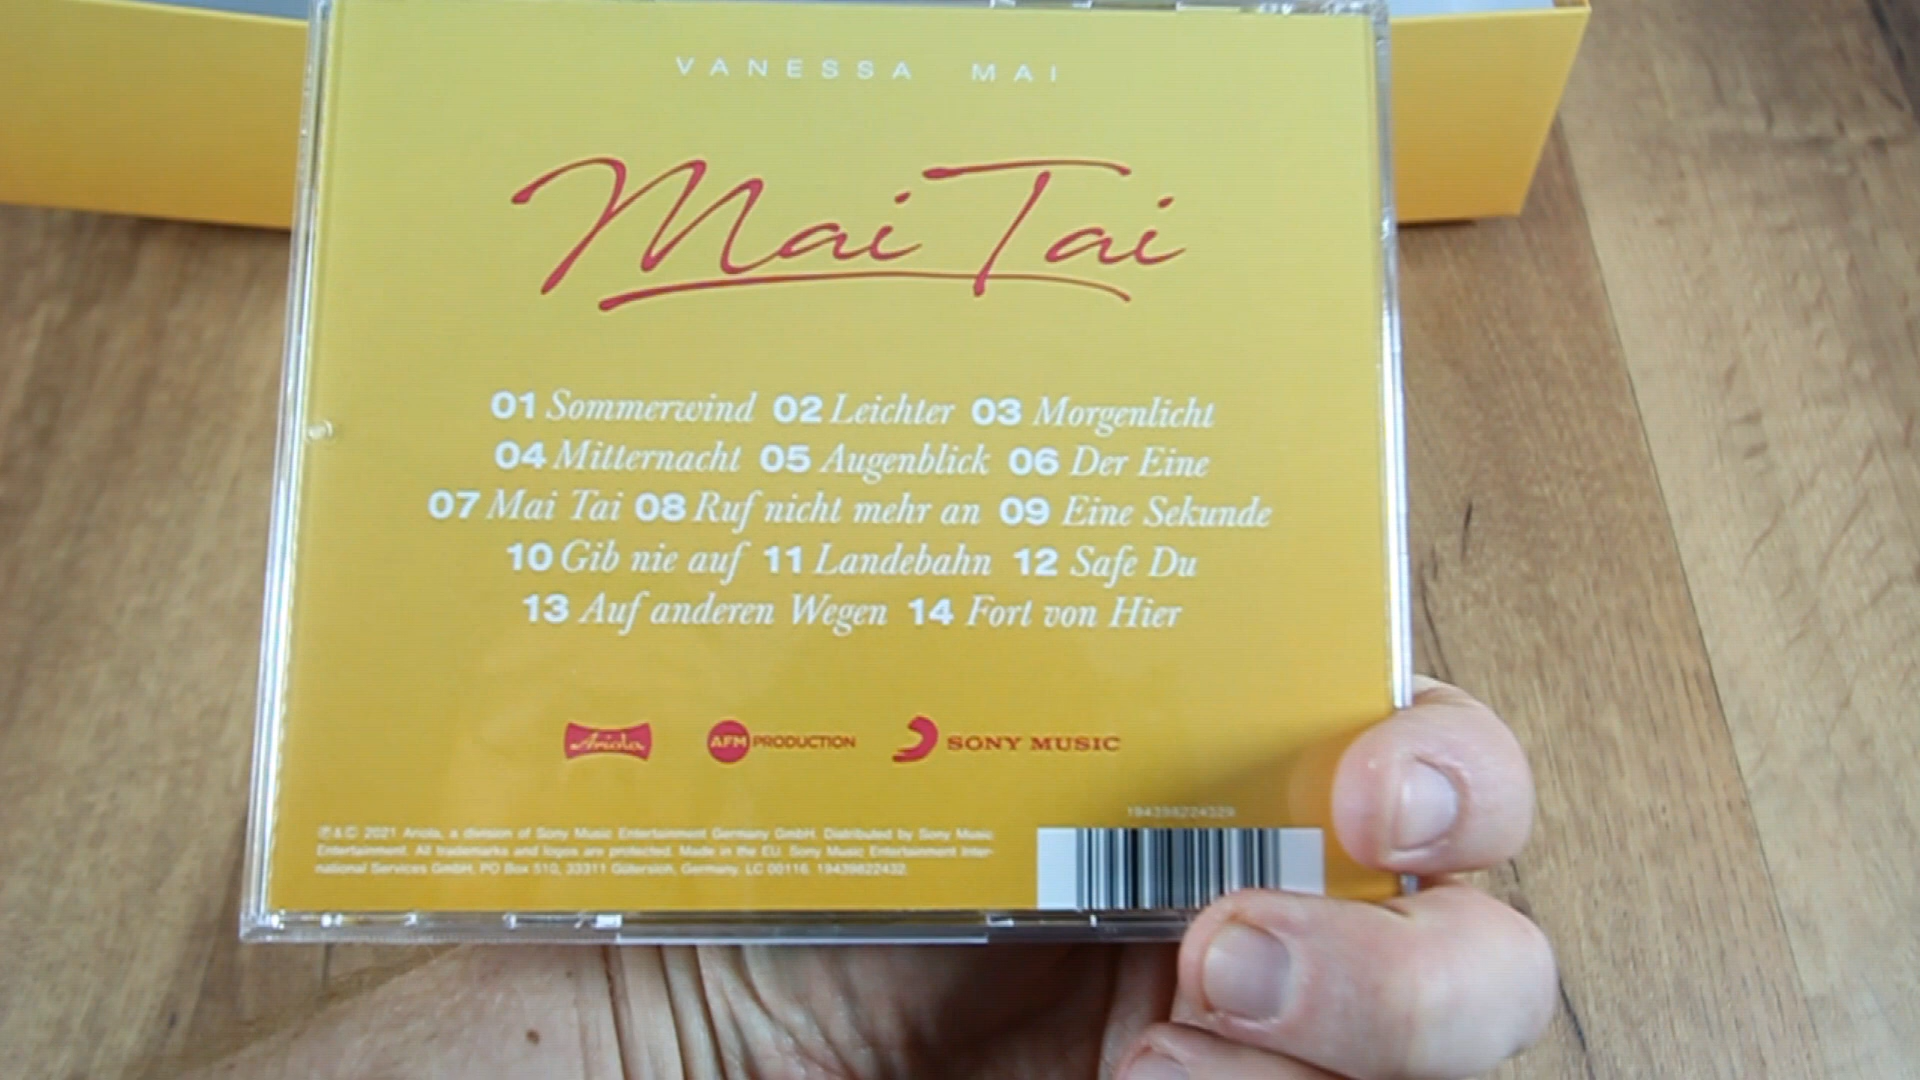 VANESSA MAI
Mai Tai
01 Sommerwind 02 Leichter 03 Morgenlicht
04 Mitternacht 05 Augenblick 06 Der Eine
07 Mai Tai 08 Ruf nicht mehr an 09 Eine Sekunde
10 Gib nie auf 11 Landebahn 12 Safe Du
13 Auf anderen Wegen 14 Fort von Hier
Ariola AFM PRODUCTION SONY MUSIC
194398224329
℗&© 2021 Ariola, a division of Sony Music Entertainment Germany GmbH. Distributed by Sony Music
Entertainment. All trademarks and logos are protected. Made in the EU. Sony Music Entertainment Inter-
national Services GmbH, PO Box 510, 33311 Gütersloh, Germany. LC 00116. 19439822432